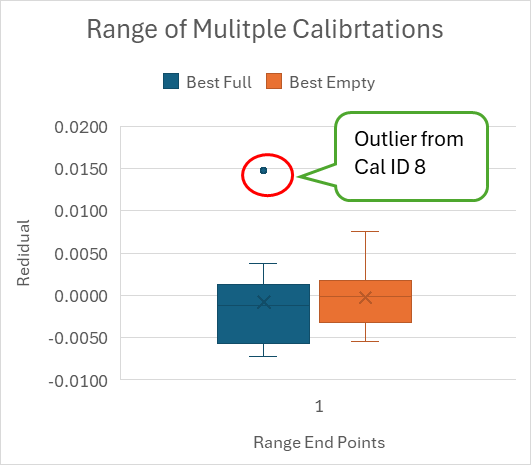 Range of Mulitple Calibrtations
Best Full Best Empty
Outlier from
Cal ID 8
Redidual
0.0200
0.0150
0.0100
0.0050
0.0000
-0.0050
-0.0100
1
Range End Points